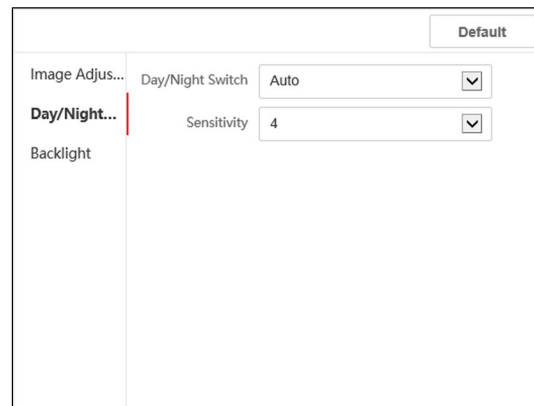 Default
Image Adjus...
Day/Night Switch Auto
Day/Night...
Sensitivity 4
Backlight